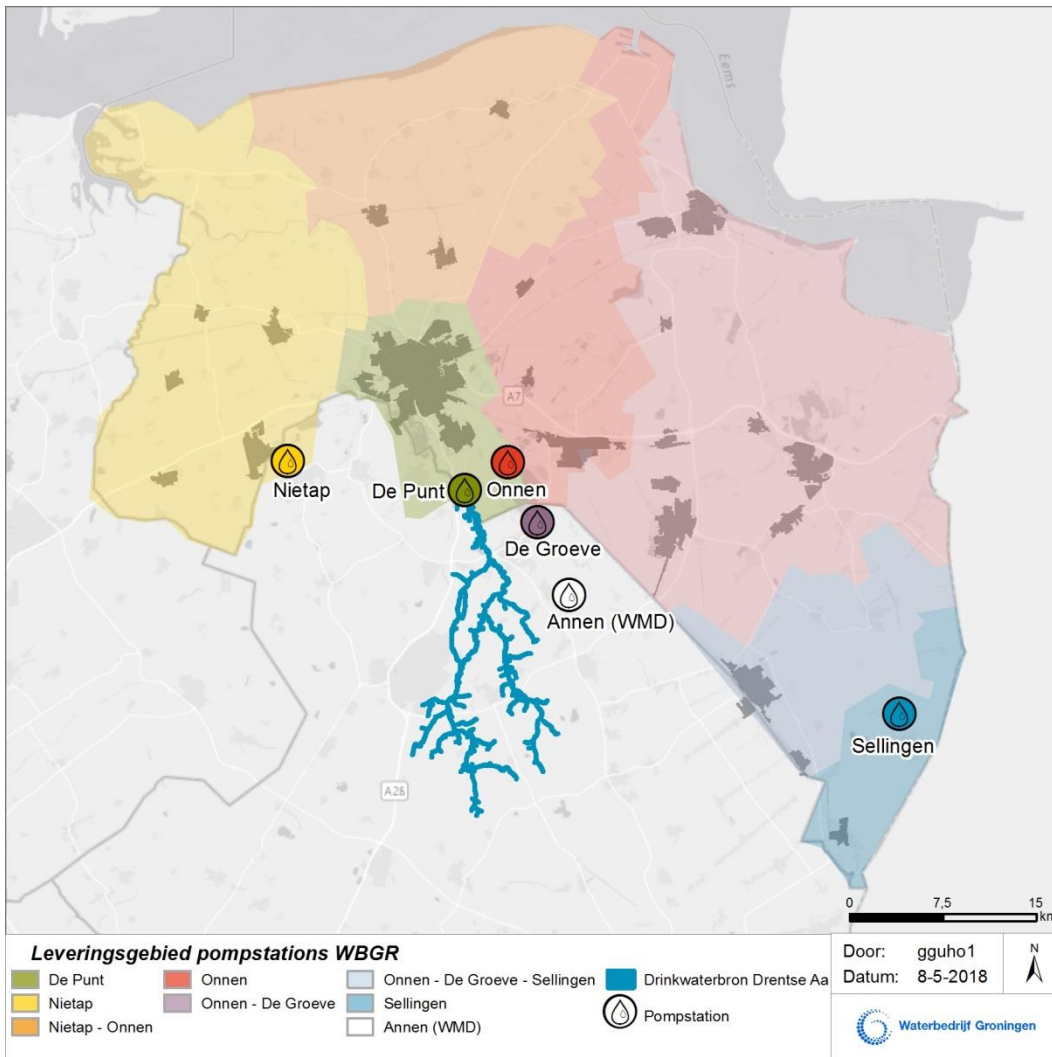 Eems
A7
Nietap
De Punt
Onnen
De Groeve
Annen (WMD)
Sellingen
A28
0 7,5 15
km
Leveringsgebied pompstations WBGR
De Punt
Nietap
Nietap - Onnen
Onnen
Onnen - De Groeve
Onnen - De Groeve - Sellingen
Sellingen
Annen (WMD)
Drinkwaterbron Drentse Aa
Pompstation
Door: gguho1
Datum: 8-5-2018
N
Waterbedrijf Groningen